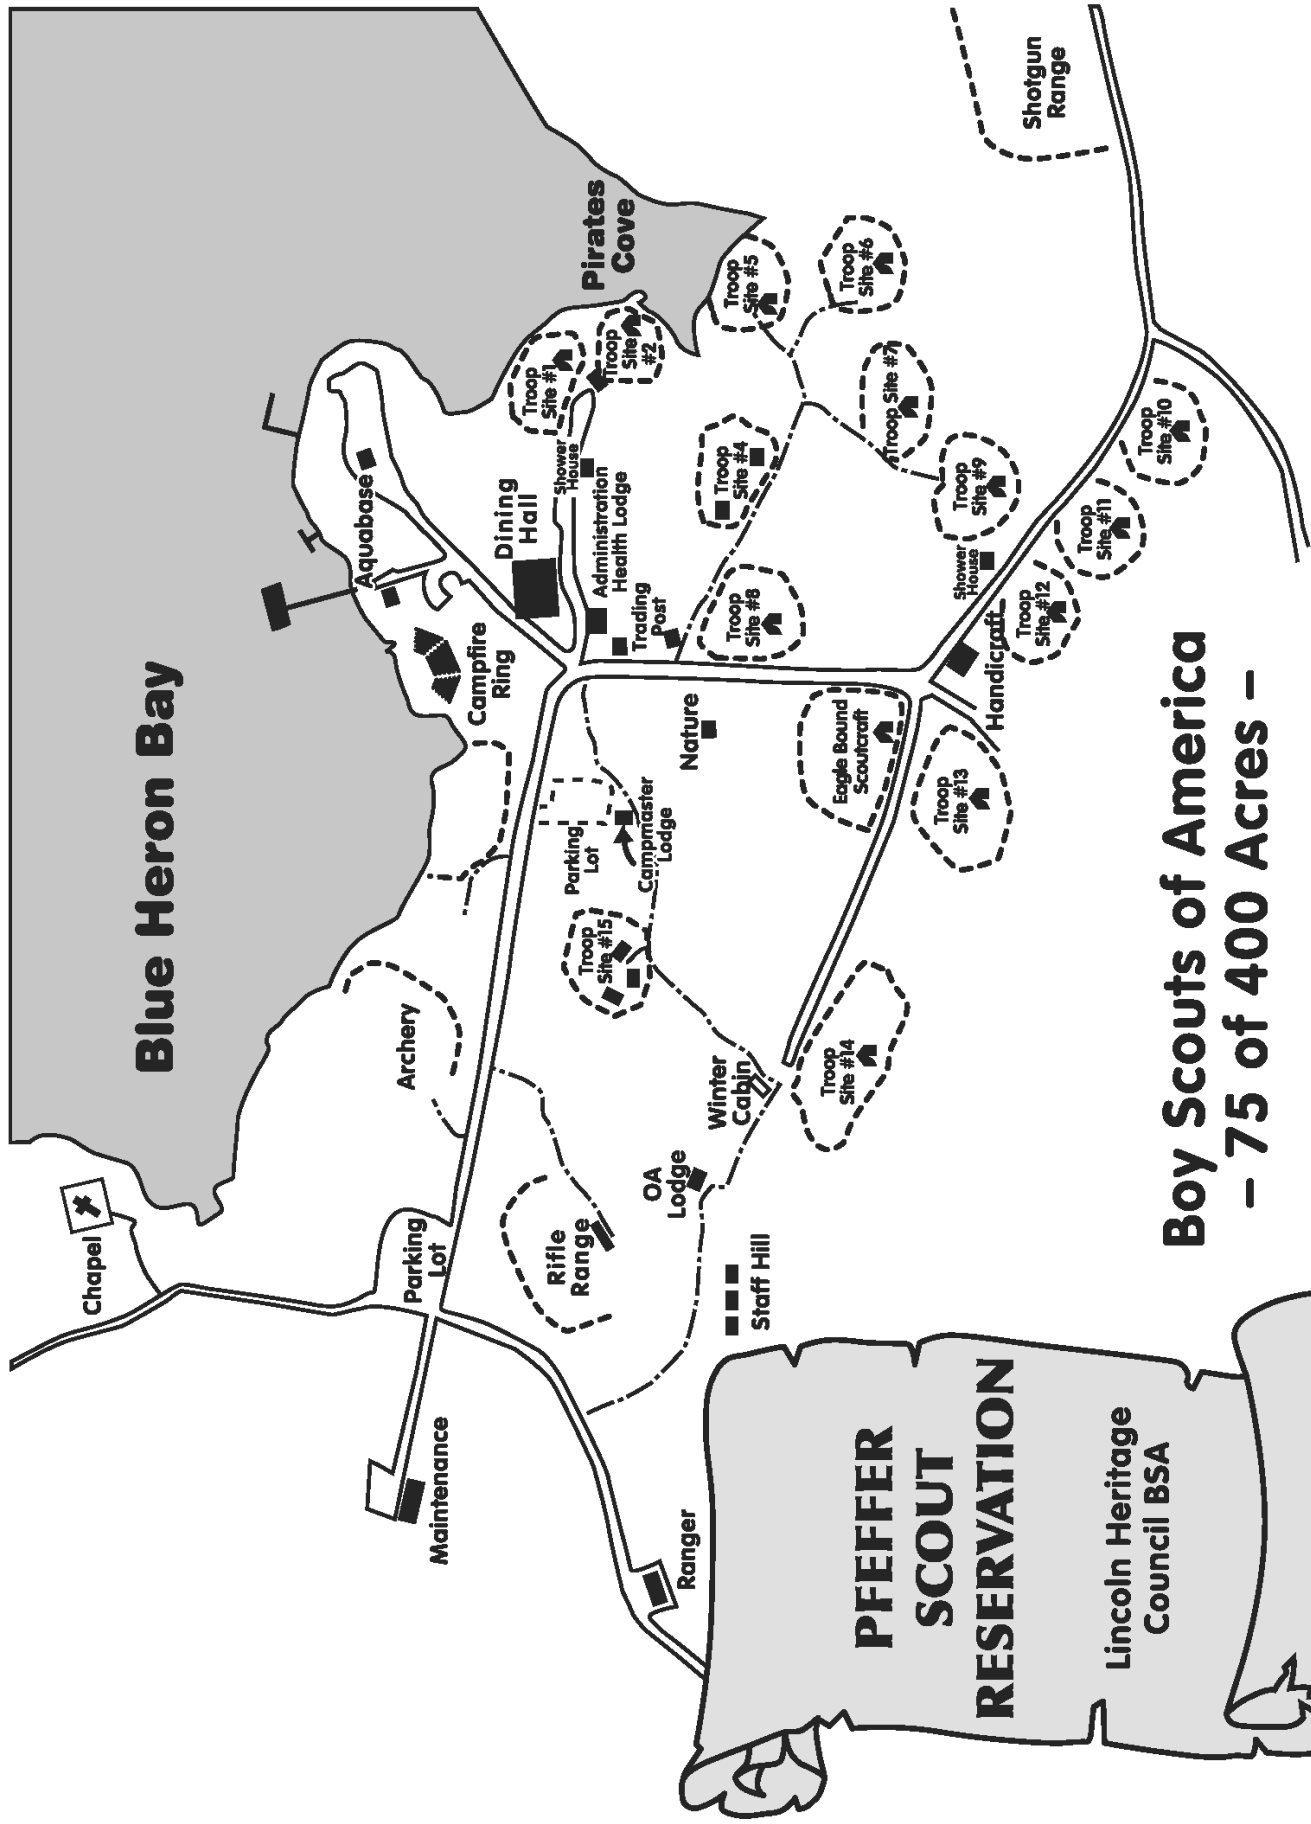 Blue Heron Bay
Pirates
Cove
Chapel
Parking
Lot
Maintenance
Ranger
Archery
Rifle
Range
OA
Lodge
Staff Hill
Winter
Cabin
Campfire
Ring
Aquabase
Dining
Hall
Shower
House
Administration
Health Lodge
Trading
Post
Nature
Parking
Lot
Campmaster
Lodge
Troop
Site #15
Troop
Site #1
Troop
Site
#2
Troop
Site #4
Troop
Site #5
Troop
Site #6
Troop Site #7
Troop
Site #8
Troop
Site #9
Shower
House
Troop
Site #10
Troop
Site #11
Troop
Site #12
Handicraft
Eagle Bound
Scoutcraft
Troop
Site #13
Troop
Site #14
Shotgun
Range
Boy Scouts of America
– 75 of 400 Acres –
PFEFFER
SCOUT
RESERVATION
Lincoln Heritage
Council BSA